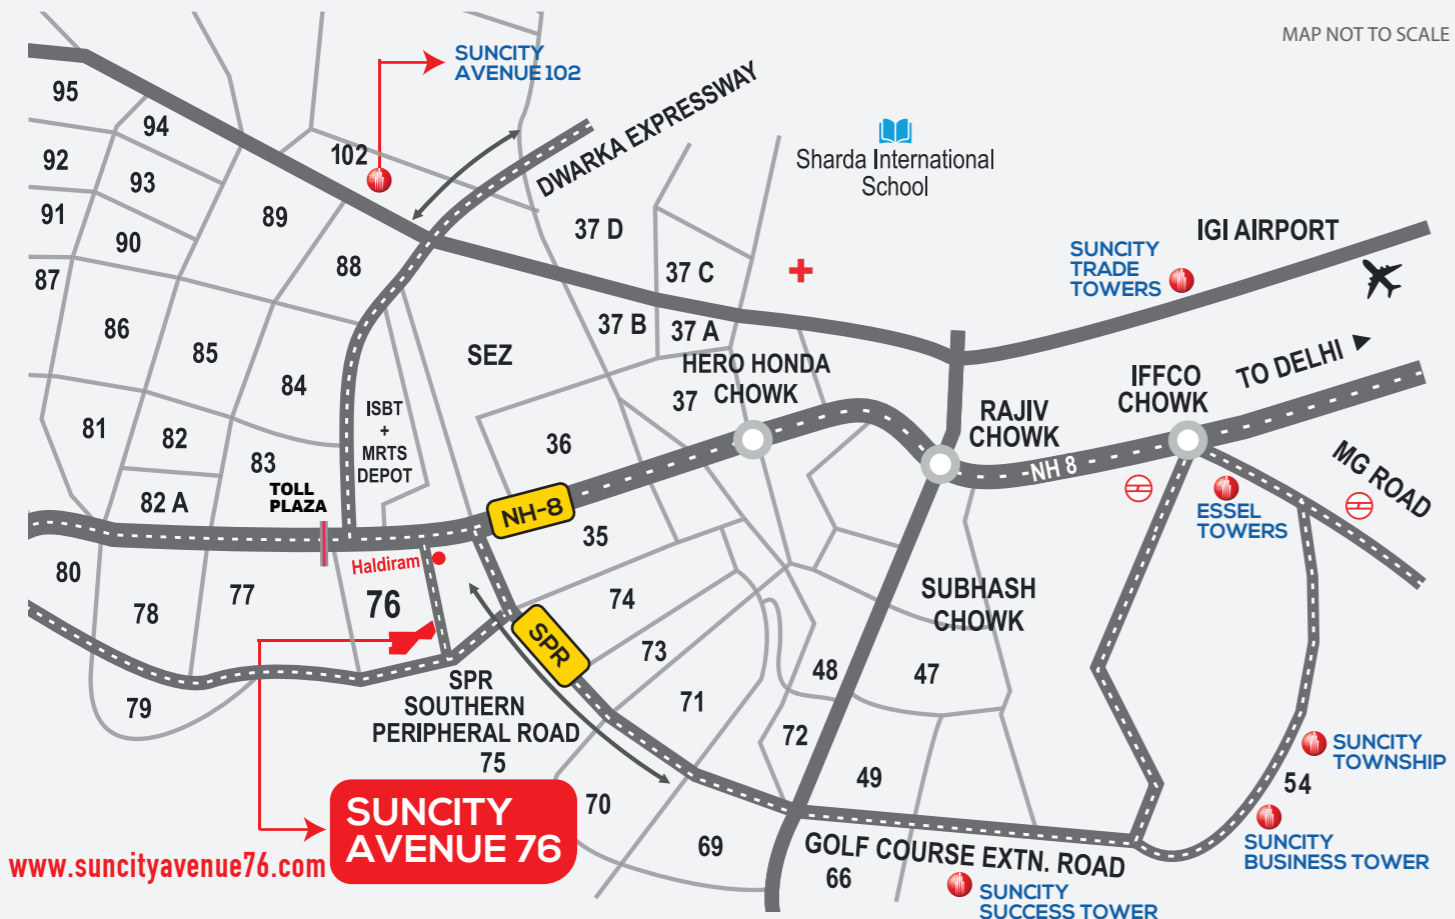 MAP NOT TO SCALE
SUNCITY
AVENUE 102
95
94
92
93
91
90
87
89
102
88
86
85
84
81
82
82 A
83
DWARKA EXPRESSWAY
Sharda International
School
37 D
37 C
37 B
37 A
37
SEZ
36
ISBT
+
MRTS
DEPOT
TOLL
PLAZA
HERO HONDA
CHOWK
SUNCITY
TRADE
TOWERS
IGI AIRPORT
TO DELHI
IFFCO
CHOWK
RAJIV
CHOWK
NH 8
MG ROAD
ESSEL
TOWERS
NH-8
35
80
78
77
79
Haldiram
76
74
73
71
SPR
SPR
SOUTHERN
PERIPHERAL ROAD
75
70
69
SUBHASH
CHOWK
48
47
72
49
66
GOLF COURSE EXTN. ROAD
SUNCITY
TOWNSHIP
54
SUNCITY
BUSINESS TOWER
SUNCITY
SUCCESS TOWER
SUNCITY
AVENUE 76
www.suncityavenue76.com